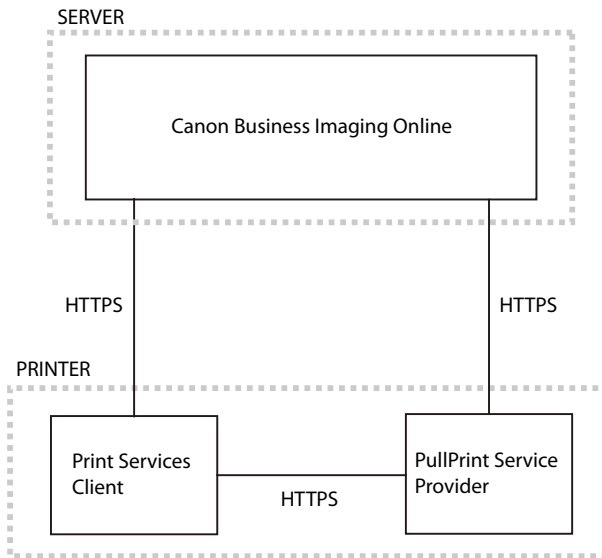 SERVER
Canon Business Imaging Online
HTTPS
HTTPS
PRINTER
Print Services
Client
PullPrint Service
Provider
HTTPS